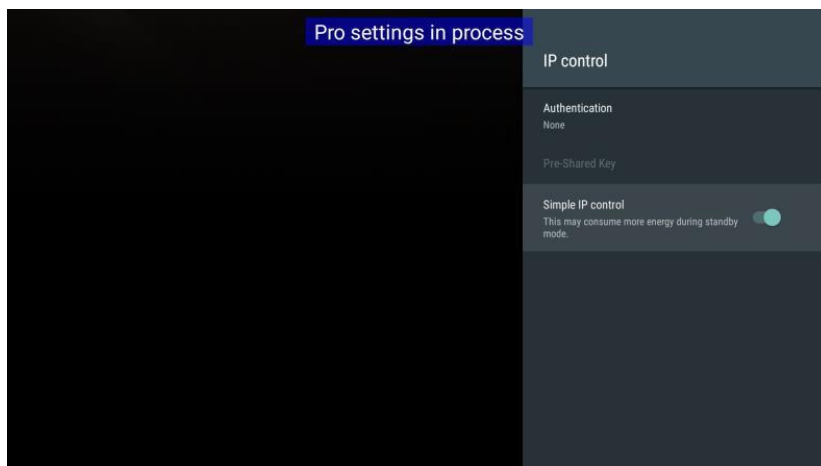 Pro settings in process
IP control
Authentication
None
Pre-Shared Key
Simple IP control
This may consume more energy during standby
mode.